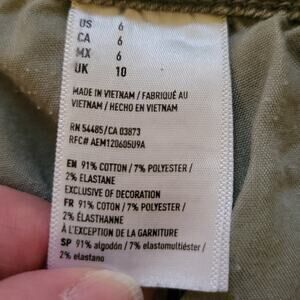 US 6
CA 6
MX 6
UK 10
MADE IN VIETNAM / FABRIQUÉ AU
VIETNAM / HECHO EN VIETNAM
RN 54485/CA 03873
RFC# AEM120605U9A
EN 91% COTTON / 7% POLYESTER /
2% ELASTANE
EXCLUSIVE OF DECORATION
FR 91% COTON / 7% POLYESTER /
2% ÉLASTHANNE
À L'EXCEPTION DE LA GARNITURE
SP 91% algodón / 7% elastomultiéster /
2% elastano